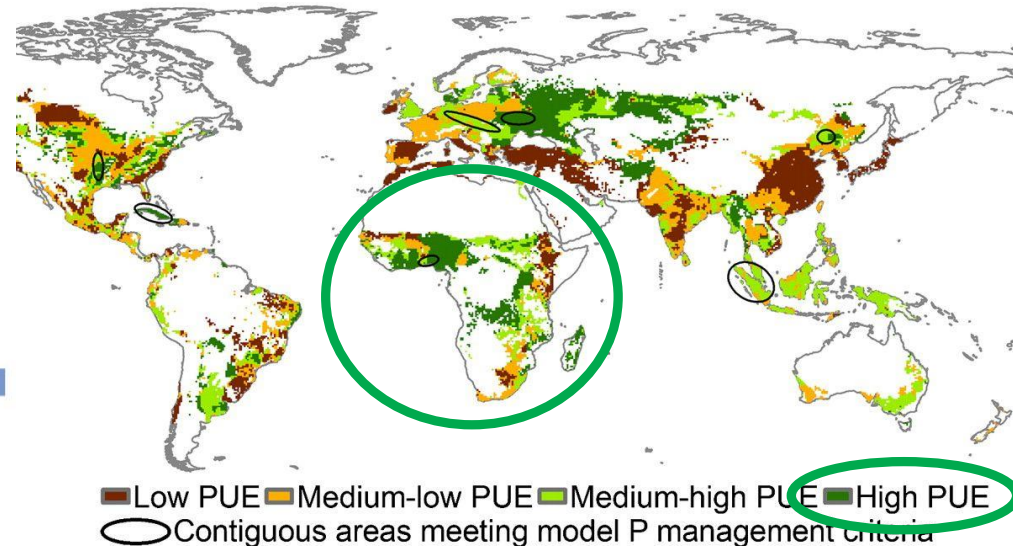 Low PUE Medium-low PUE Medium-high PUE High PUE
Contiguous areas meeting model P management criteria